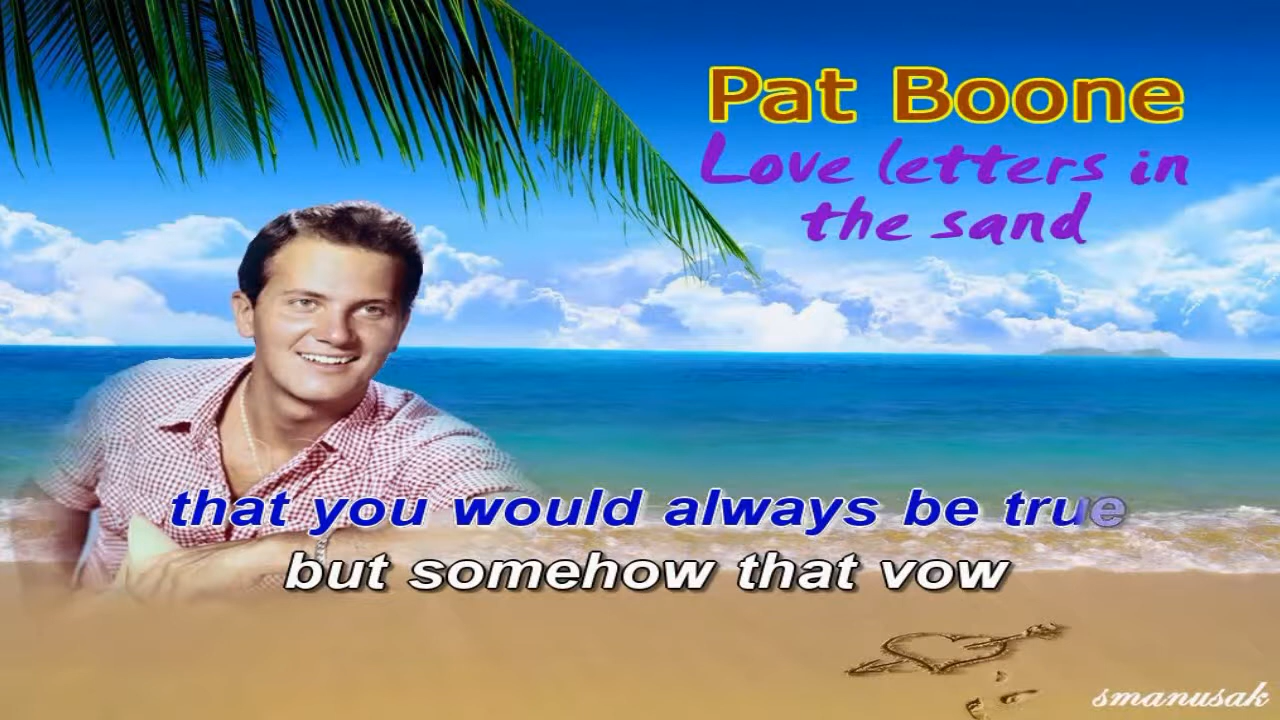 Pat Boone
Love letters in
the sand
that you would always be true
but somehow that vow
smanusak